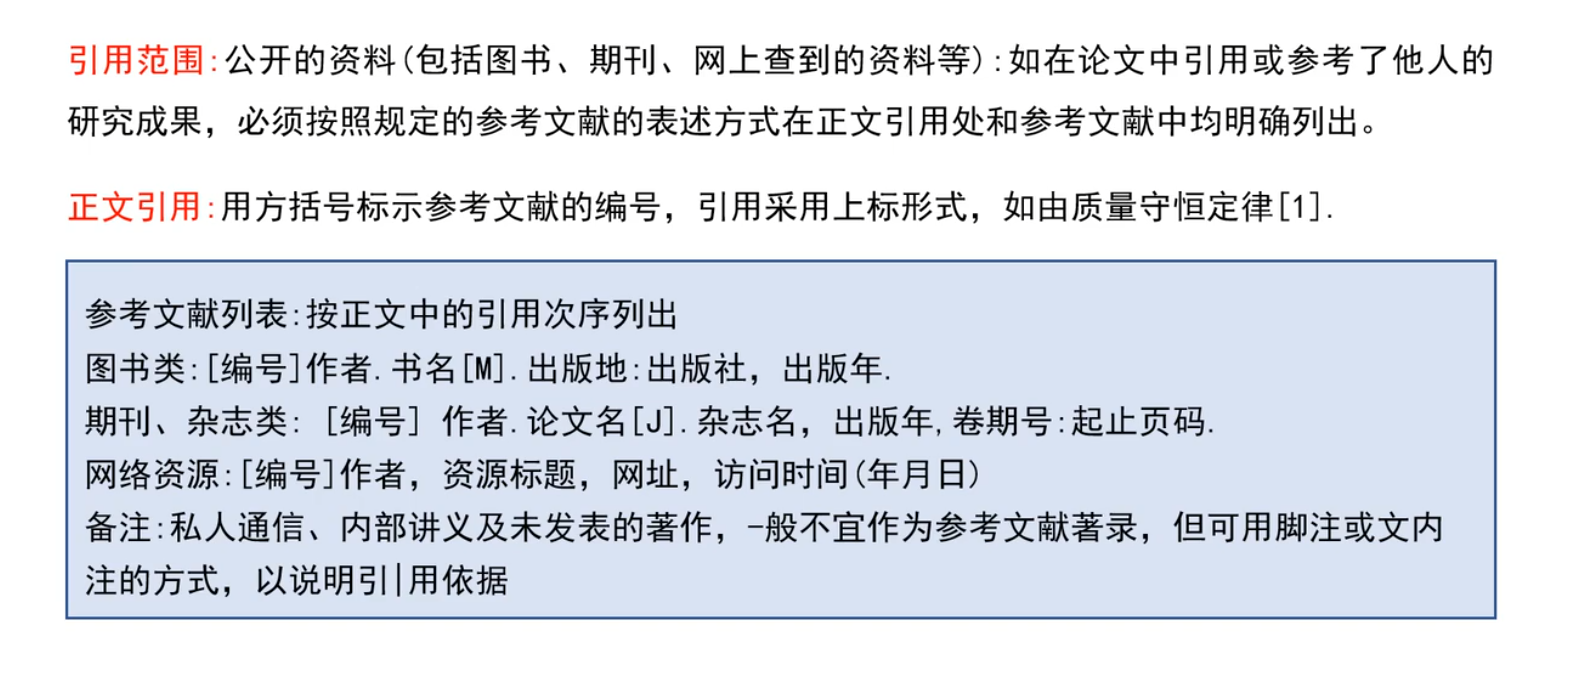 引用范围:公开的资料(包括图书、期刊、网上查到的资料等):如在论文中引用或参考了他人的
研究成果，必须按照规定的参考文献的表述方式在正文引用处和参考文献中均明确列出。
正文引用:用方括号标示参考文献的编号，引用采用上标形式，如由质量守恒定律[1].
参考文献列表:按正文中的引用次序列出
图书类:[编号]作者.书名[M].出版地:出版社，出版年.
期刊、杂志类: [编号] 作者.论文名[J].杂志名，出版年,卷期号:起止页码.
网络资源:[编号]作者，资源标题，网址，访问时间(年月日)
备注:私人通信、内部讲义及未发表的著作，-般不宜作为参考文献著录，但可用脚注或文内
注的方式，以说明引|用依据